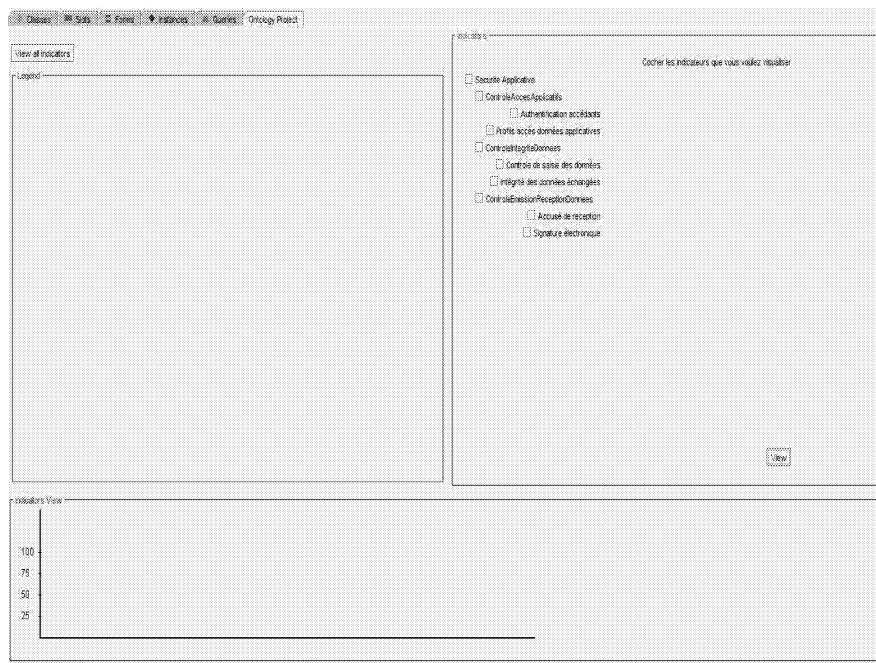 Classes Slots Forms Instances Queries Ontology Project
View all indicators
Legend
Indicators
Cocher les indicateurs que vous voulez visualiser
Securite Applicative
ControleAccesApplicatifs
Authentification accédants
Profils accès données applicatives
ControleIntegriteDonnees
Controle de saisie des données
Intégrité des données échangées
ControleEmissionReceptionDonnees
Accusé de reception
Signature électronique
View
Indicators View
100
75
50
25